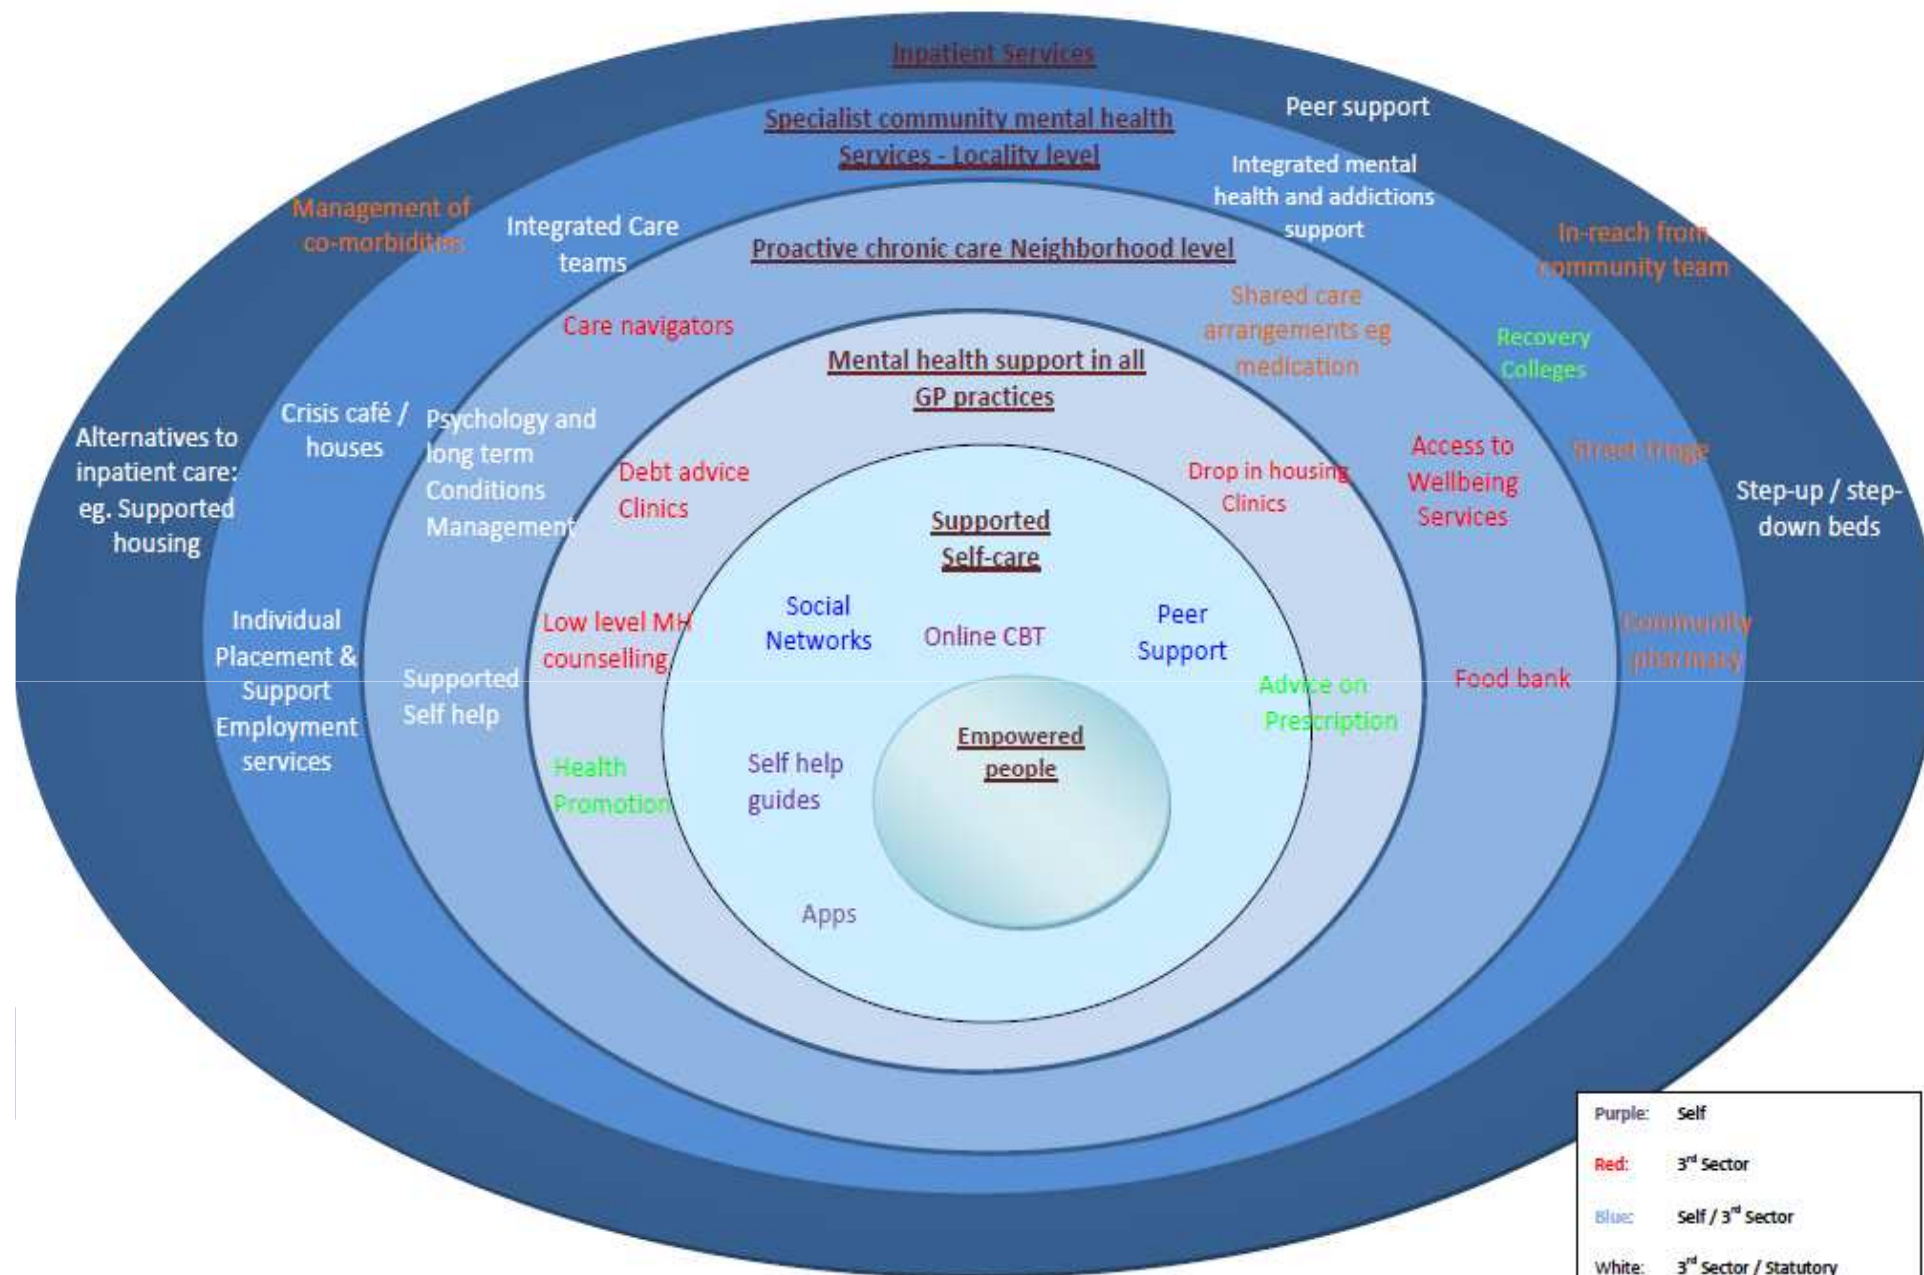 Inpatient Services
Peer support
Specialist community mental health
Services - Locality level
Integrated mental
health and addictions
support
Management of
co-morbidities
Integrated Care
teams
In-reach from
community team
Proactive chronic care Neighborhood level
Care navigators
Shared care
arrangements eg
medication
Recovery
Colleges
Mental health support in all
GP practices
Alternatives to
inpatient care:
eg. Supported
housing
Crisis café /
houses
Psychology and
long term
Conditions
Management
Debt advice
Clinics
Drop in housing
Clinics
Access to
Wellbeing
Services
Street triage
Step-up / step-
down beds
Supported
Self-care
Individual
Placement &
Support
Employment
services
Supported
Self help
Low level MH
counselling
Social
Networks
Online CBT
Peer
Support
Advice on
Prescription
Food bank
Community
pharmacy
Health
Promotion
Self help
guides
Empowered
people
Apps
Purple: Self
Red: 3rd Sector
Blue: Self / 3rd Sector
White: 3rd Sector / Statutory